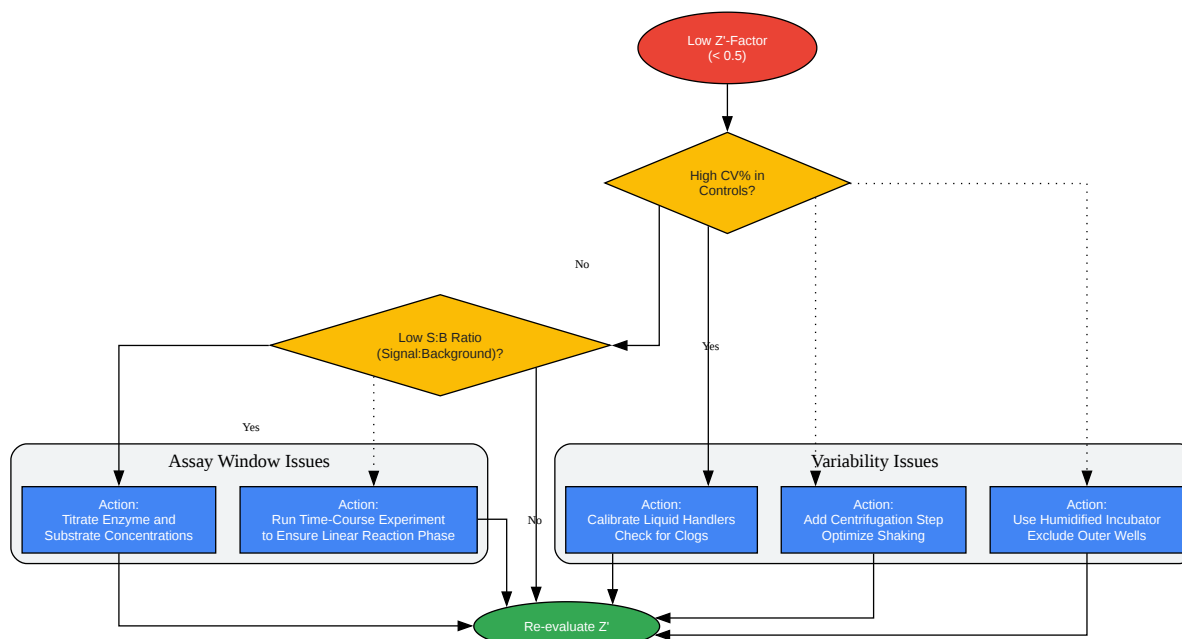 Low Z'-Factor
(< 0.5)
High CV% in
Controls?
No
Low S:B Ratio
(Signal:Background)?
Yes
Yes
Assay Window Issues
Variability Issues
Action:
Titrate Enzyme and
Substrate Concentrations
Action:
Run Time-Course Experiment
to Ensure Linear Reaction Phase
No
Action:
Calibrate Liquid Handlers
Check for Clogs
Action:
Add Centrifugation Step
Optimize Shaking
Action:
Use Humidified Incubator
Exclude Outer Wells
Re-evaluate Z'